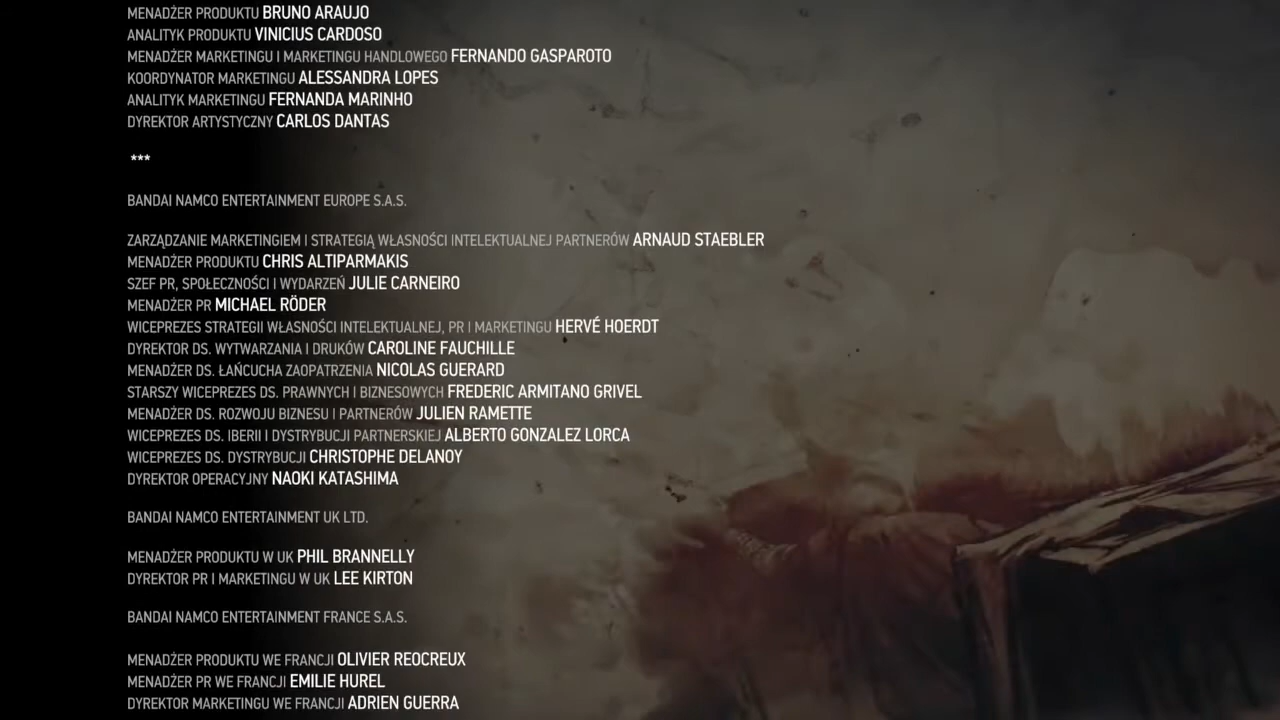 MENADŻER PRODUKTU BRUNO ARAUJO
ANALITYK PRODUKTU VINICIUS CARDOSO
MENADŻER MARKETINGU I MARKETINGU HANDLOWEGO FERNANDO GASPAROTO
KOORDYNATOR MARKETINGU ALESSANDRA LOPES
ANALITYK MARKETINGU FERNANDA MARINHO
DYREKTOR ARTYSTYCZNY CARLOS DANTAS
***
BANDAI NAMCO ENTERTAINMENT EUROPE S.A.S.
ZARZĄDZANIE MARKETINGIEM I STRATEGIĄ WŁASNOŚCI INTELEKTUALNEJ PARTNERÓW ARNAUD STAEBLER
MENADŻER PRODUKTU CHRIS ALTIPARMAKIS
SZEF PR, SPOŁECZNOŚCI I WYDARZEŃ JULIE CARNEIRO
MENADŻER PR MICHAEL RÖDER
WICEPREZES STRATEGII WŁASNOŚCI INTELEKTUALNEJ, PR I MARKETINGU HERVÉ HOERDT
DYREKTOR DS. WYTWARZANIA I DRUKÓW CAROLINE FAUCHILLE
MENADŻER DS. ŁAŃCUCHA ZAOPATRZENIA NICOLAS GUERARD
STARSZY WICEPREZES DS. PRAWNYCH I BIZNESOWYCH FREDERIC ARMITANO GRIVEL
MENADŻER DS. ROZWOJU BIZNESU I PARTNERÓW JULIEN RAMETTE
WICEPREZES DS. IBERII I DYSTRYBUCJI PARTNERSKIEJ ALBERTO GONZALEZ LORCA
WICEPREZES DS. DYSTRYBUCJI CHRISTOPHE DELANOY
DYREKTOR OPERACYJNY NAOKI KATASHIMA
BANDAI NAMCO ENTERTAINMENT UK LTD.
MENADŻER PRODUKTU W UK PHIL BRANNELLY
DYREKTOR PR I MARKETINGU W UK LEE KIRTON
BANDAI NAMCO ENTERTAINMENT FRANCE S.A.S.
MENADŻER PRODUKTU WE FRANCJI OLIVIER REOCREUX
MENADŻER PR WE FRANCJI EMILIE HUREL
DYREKTOR MARKETINGU WE FRANCJI ADRIEN GUERRA